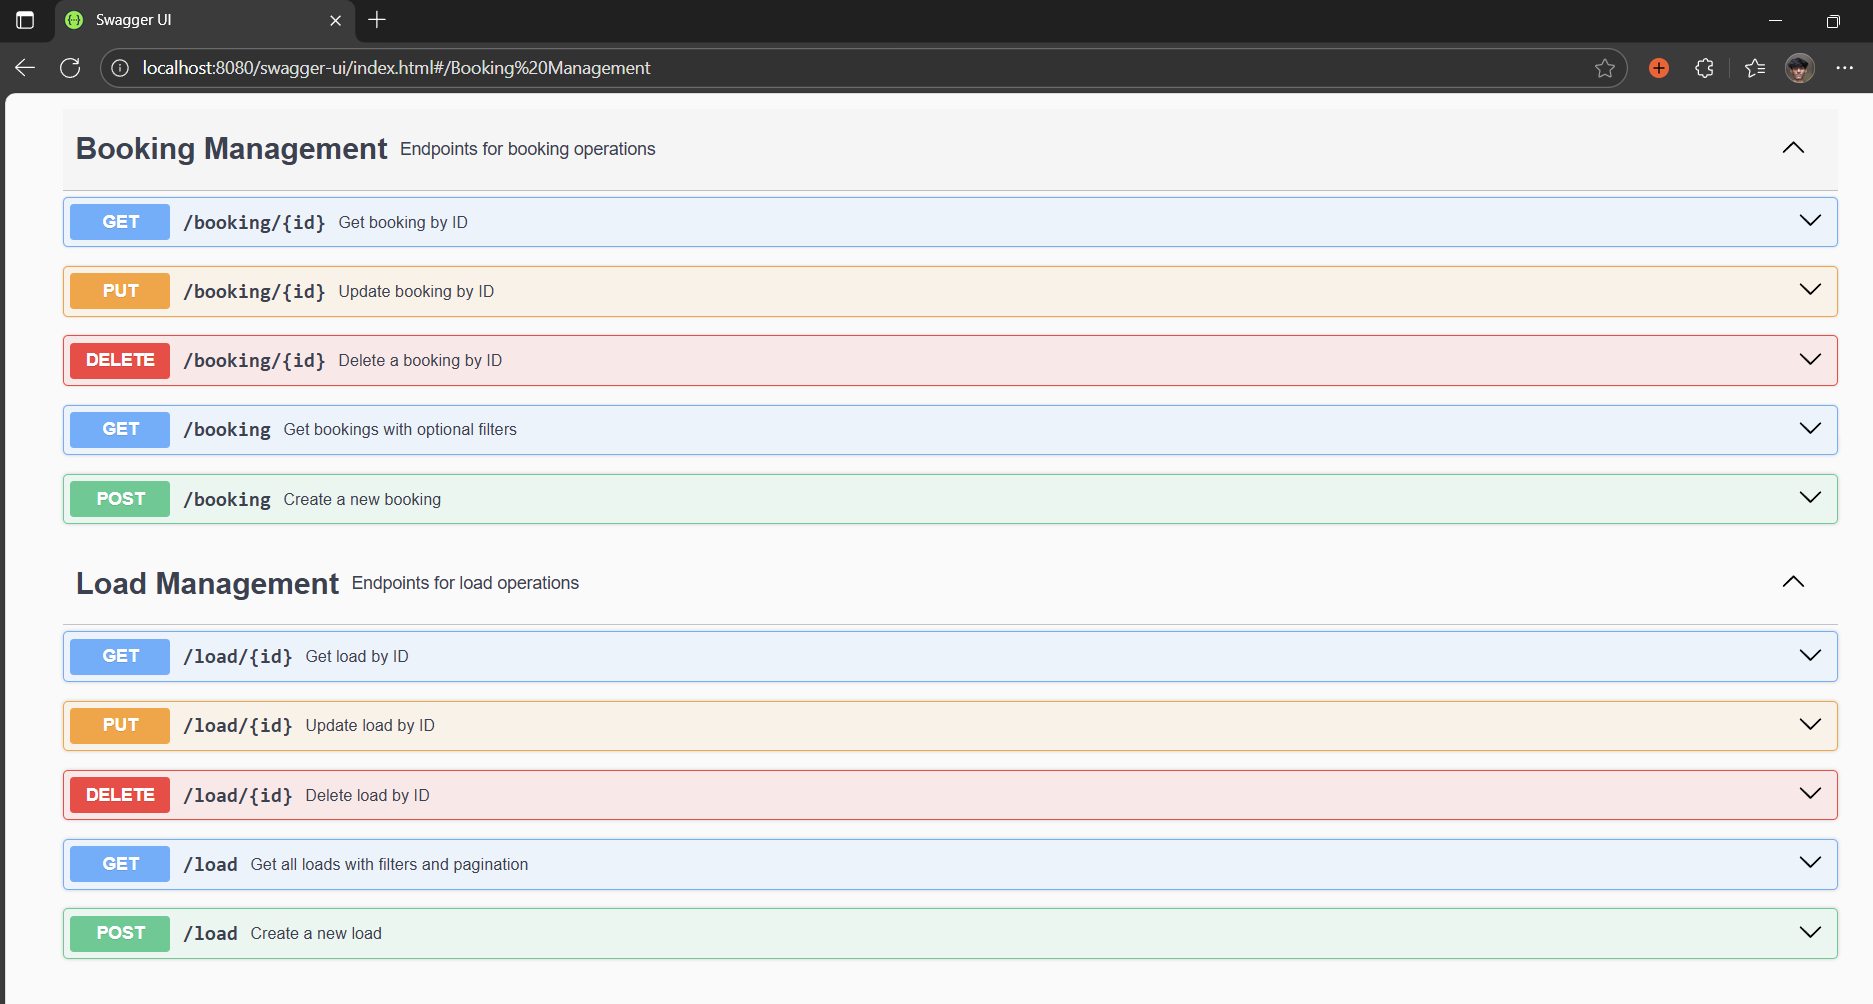 Swagger UI
localhost:8080/swagger-ui/index.html#/Booking%20Management
Booking Management Endpoints for booking operations
GET /booking/{id} Get booking by ID
PUT /booking/{id} Update booking by ID
DELETE /booking/{id} Delete a booking by ID
GET /booking Get bookings with optional filters
POST /booking Create a new booking
Load Management Endpoints for load operations
GET /load/{id} Get load by ID
PUT /load/{id} Update load by ID
DELETE /load/{id} Delete load by ID
GET /load Get all loads with filters and pagination
POST /load Create a new load